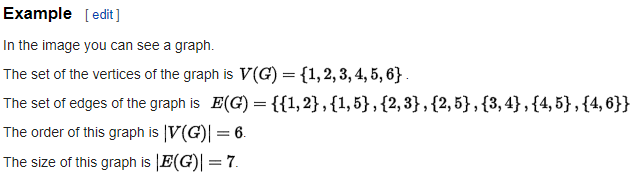 Example [ edit ]
In the image you can see a graph.
The set of the vertices of the graph is V(G) = {1, 2, 3, 4, 5, 6} .
The set of edges of the graph is E(G) = {{1, 2} , {1, 5} , {2, 3} , {2, 5} , {3, 4} , {4, 5} , {4, 6}}
The order of this graph is |V(G)| = 6.
The size of this graph is |E(G)| = 7.